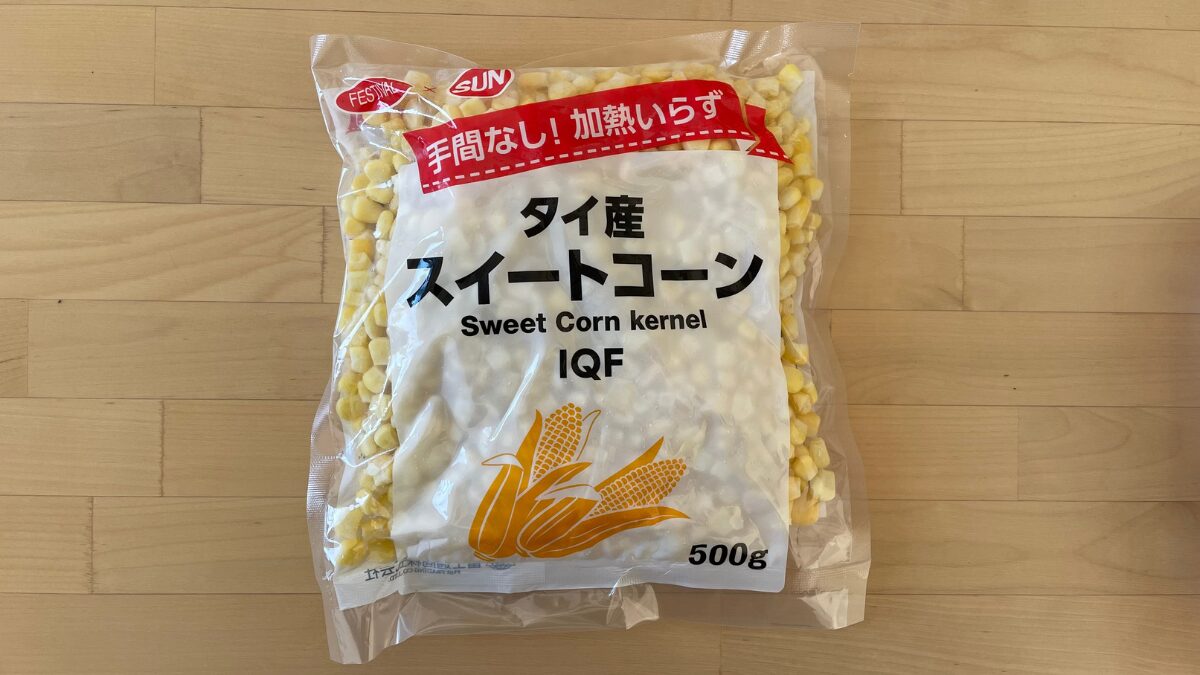 FESTIVAL × SUN
手間なし！加熱いらず
タイ産
スイートコーン
Sweet Corn kernel
IQF
500g